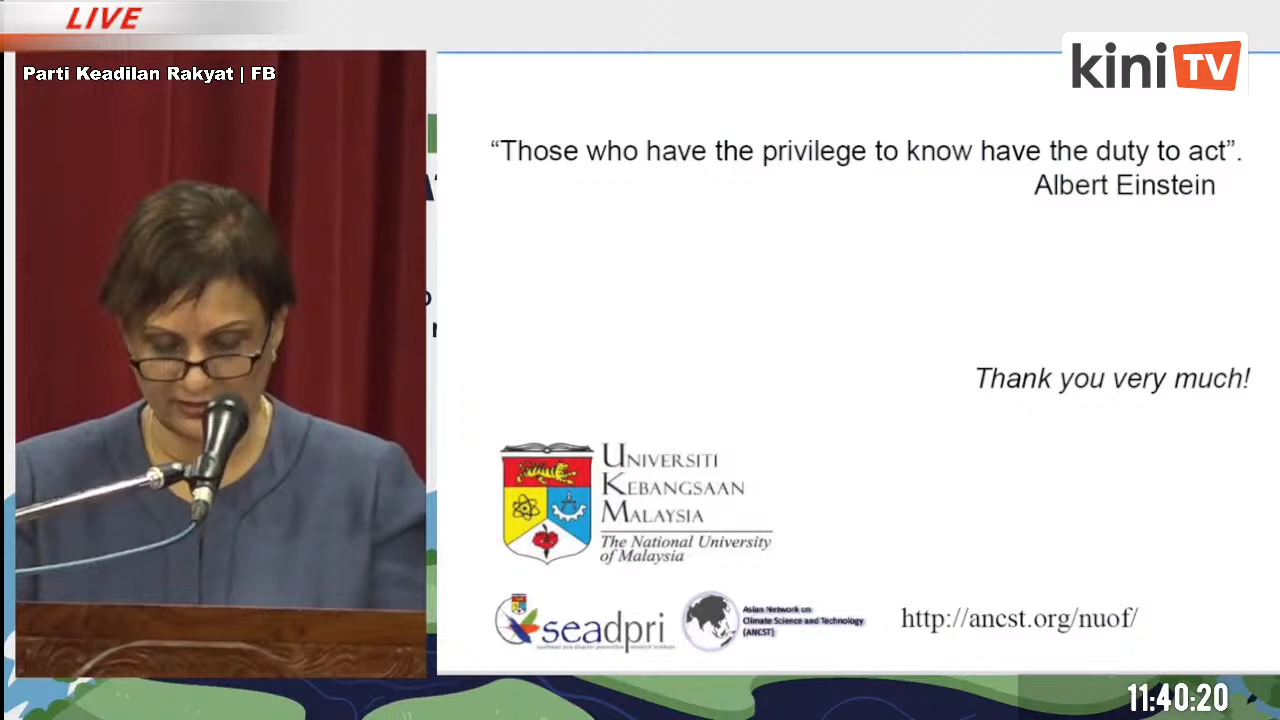 LIVE
Parti Keadilan Rakyat | FB
kini TV
“Those who have the privilege to know have the duty to act”.
Albert Einstein
Thank you very much!
UNIVERSITI
KEBANGSAAN
MALAYSIA
The National University
of Malaysia
seadpri
Asian Network on
Climate Science and Technology
(ANCST)
http://ancst.org/nuof/
11:40:20